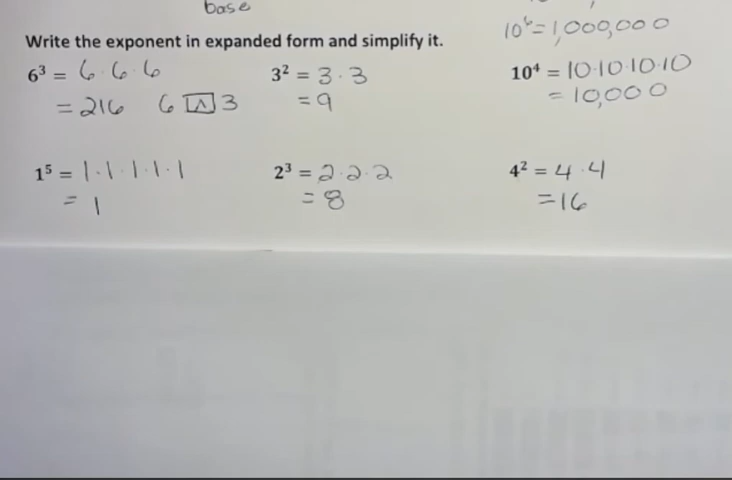 base
10⁶ = 1,000,000
Write the exponent in expanded form and simplify it.
6³ = 6 · 6 · 6
= 216 6 ^ 3
3² = 3 · 3
= 9
10⁴ = 10·10·10·10
= 10,000
1⁵ = 1 · 1 · 1 · 1 · 1
= 1
2³ = 2 · 2 · 2
= 8
4² = 4 · 4
= 16